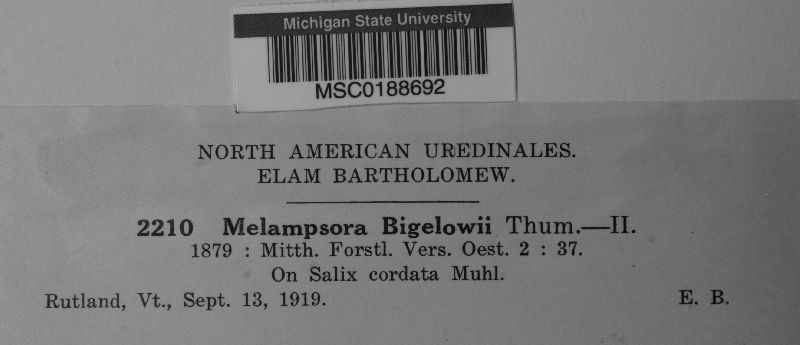 Michigan State University
MSC0188692
NORTH AMERICAN UREDINALES.
ELAM BARTHOLOMEW.
2210 Melampsora Bigelowii Thum.—II.
1879 : Mitth. Forstl. Vers. Oest. 2 : 37.
On Salix cordata Muhl.
Rutland, Vt., Sept. 13, 1919. E. B.